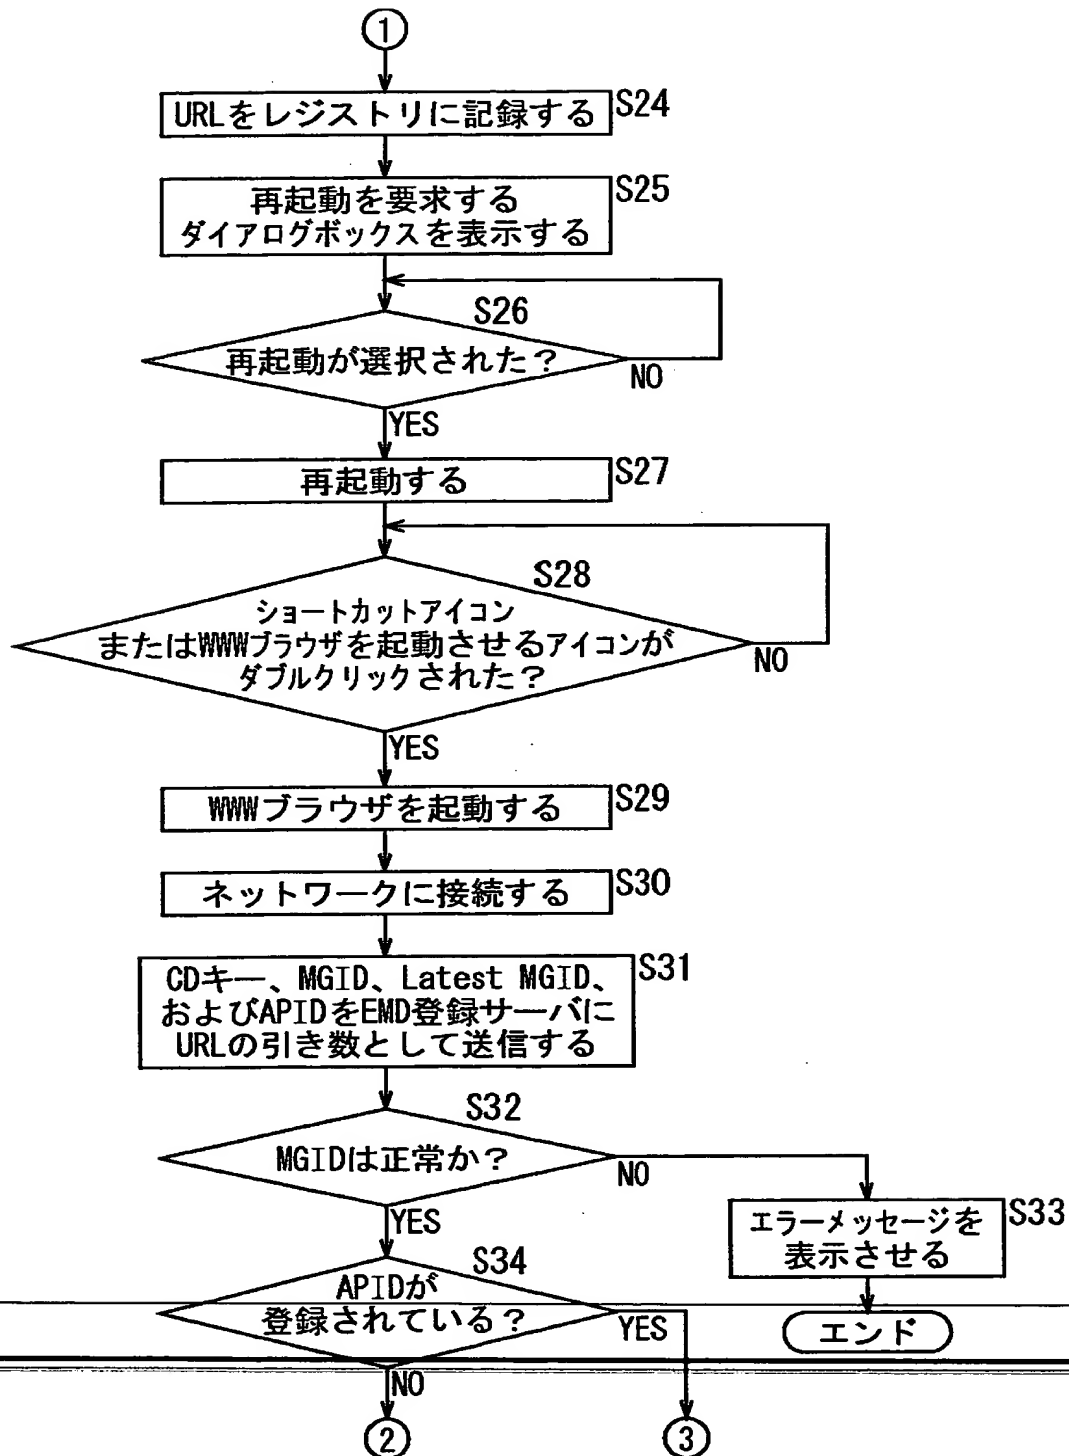 1
URLをレジストリに記録する
S24
再起動を要求する
ダイアログボックスを表示する
S25
S26
再起動が選択された？
NO
YES
再起動する
S27
S28
ショートカットアイコン
またはWWWブラウザを起動させるアイコンが
ダブルクリックされた？
NO
YES
WWWブラウザを起動する
S29
ネットワークに接続する
S30
CDキー、MGID、Latest MGID、
およびAPIDをEMD登録サーバに
URLの引き数として送信する
S31
S32
MGIDは正常か？
NO
YES
エラーメッセージを
表示させる
S33
S34
APIDが
登録されている？
YES
エンド
NO
2
3